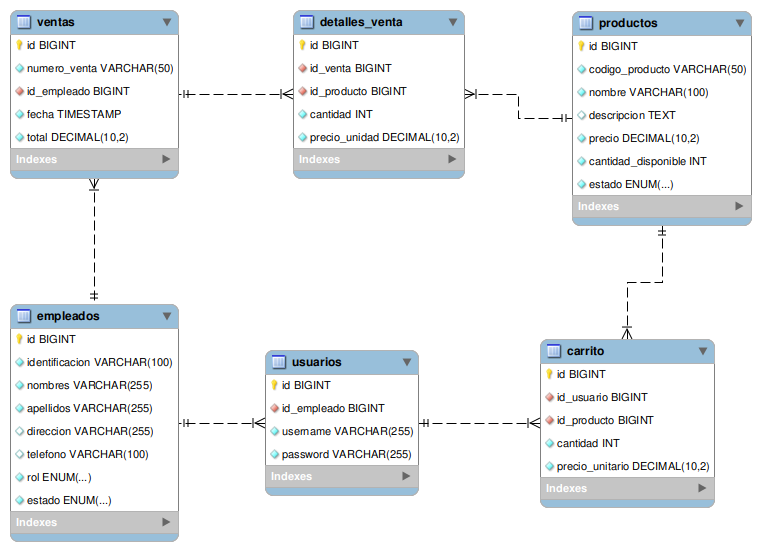 ventas
id BIGINT
numero_venta VARCHAR(50)
id_empleado BIGINT
fecha TIMESTAMP
total DECIMAL(10,2)
Indexes
detalles_venta
id BIGINT
id_venta BIGINT
id_producto BIGINT
cantidad INT
precio_unidad DECIMAL(10,2)
Indexes
productos
id BIGINT
codigo_producto VARCHAR(50)
nombre VARCHAR(100)
descripcion TEXT
precio DECIMAL(10,2)
cantidad_disponible INT
estado ENUM(...)
Indexes
empleados
id BIGINT
identificacion VARCHAR(100)
nombres VARCHAR(255)
apellidos VARCHAR(255)
direccion VARCHAR(255)
telefono VARCHAR(100)
rol ENUM(...)
estado ENUM(...)
Indexes
usuarios
id BIGINT
id_empleado BIGINT
username VARCHAR(255)
password VARCHAR(255)
Indexes
carrito
id BIGINT
id_usuario BIGINT
id_producto BIGINT
cantidad INT
precio_unitario DECIMAL(10,2)
Indexes